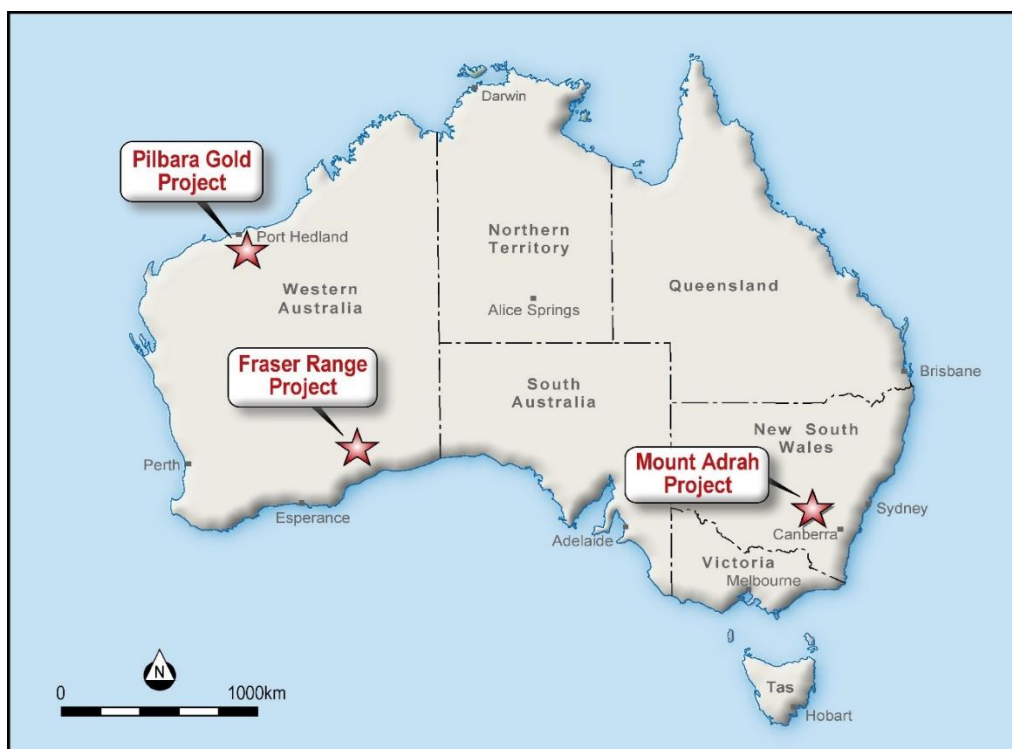 Darwin
Pilbara Gold
Project
Port Hedland
Northern
Territory
Western
Australia
Queensland
Alice Springs
Fraser Range
Project
South
Australia
Brisbane
New South
Wales
Perth
Mount Adrah
Project
Esperance
Sydney
Adelaide
Canberra
Victoria
Melbourne
N
0 1000km
Tas
Hobart